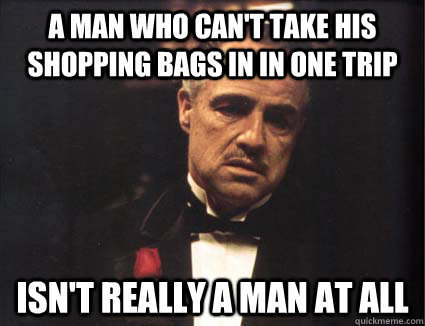 A MAN WHO CAN'T TAKE HIS
SHOPPING BAGS IN IN ONE TRIP
ISN'T REALLY A MAN AT ALL
quickmeme.com